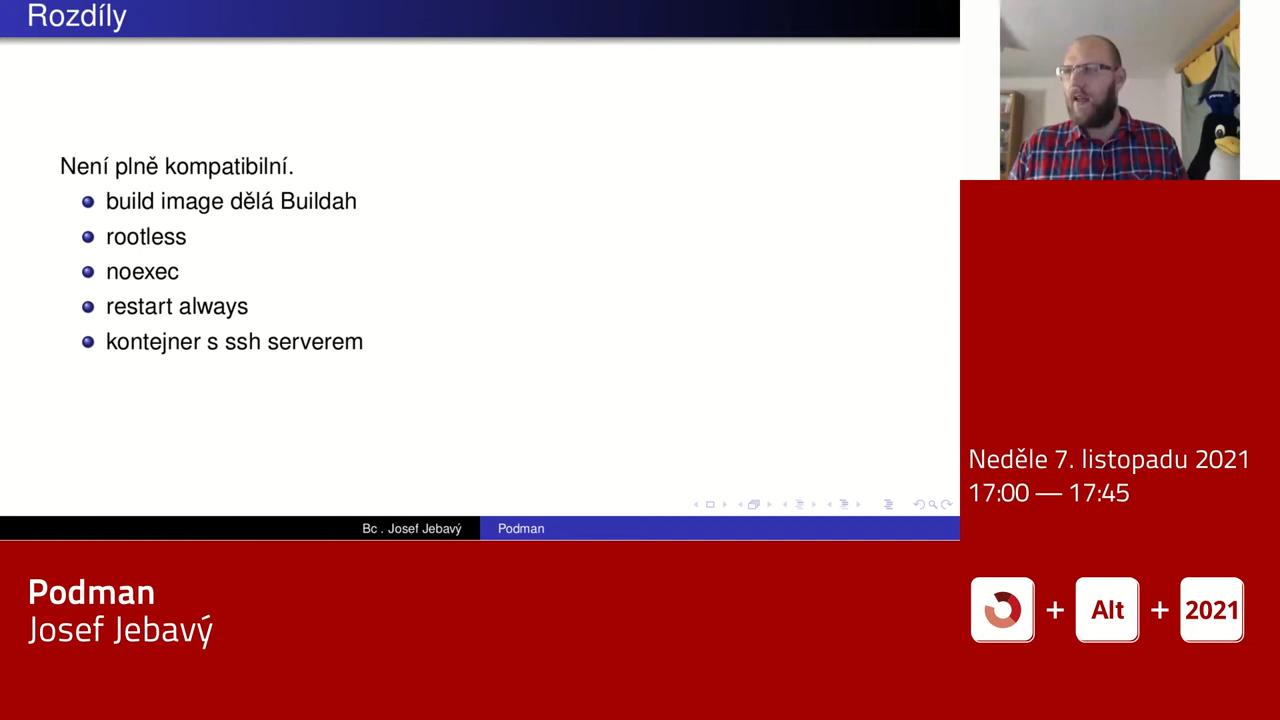 Rozdíly
Není plně kompatibilní.
build image dělá Buildah
rootless
noexec
restart always
kontejner s ssh serverem
Bc . Josef Jebavý
Podman
Neděle 7. listopadu 2021
17:00 — 17:45
Podman
Josef Jebavý
+ Alt + 2021